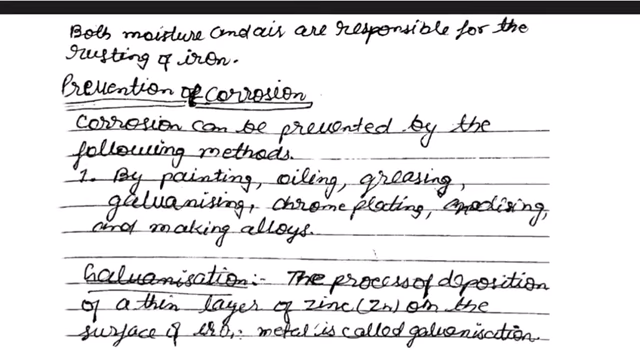 Both moisture and air are responsible for the
rusting of iron.
Prevention of corrosion
corrosion can be prevented by the
following methods.
1. By painting, oiling, greasing,
galvanising, chrome plating, anodising,
and making alloys.
Galvanisation:- The process of deposition
of a thin layer of zinc (Zn) on the
surface of iron metal is called galvanisation.